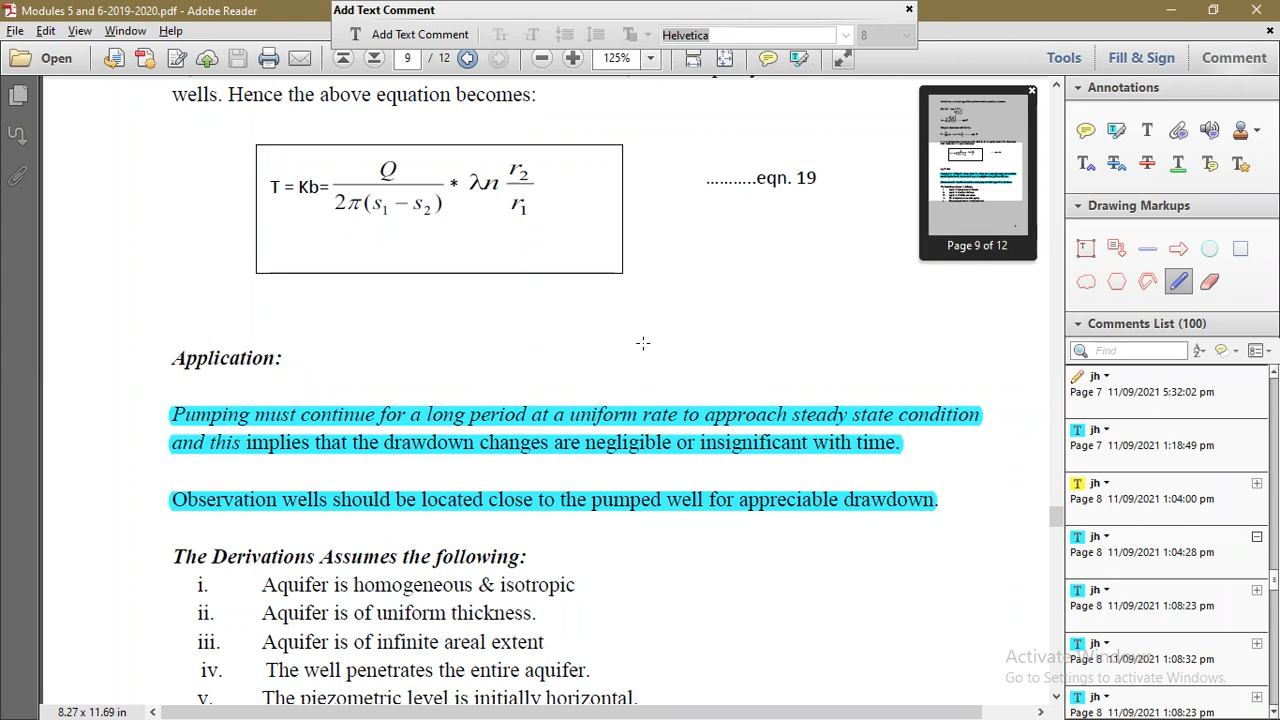 Modules 5 and 6-2019-2020.pdf - Adobe Reader
Add Text Comment
File Edit View Window Help
T Add Text Comment Helvetica 8
Open 9 / 12 125% Tools Fill & Sign Comment
wells. Hence the above equation becomes:
T = Kb= Q / 2π(s₁ − s₂) * λn r₂ / r₁
...........eqn. 19
Page 9 of 12
Application:
Pumping must continue for a long period at a uniform rate to approach steady state condition
and this implies that the drawdown changes are negligible or insignificant with time.
Observation wells should be located close to the pumped well for appreciable drawdown.
The Derivations Assumes the following:
i. Aquifer is homogeneous & isotropic
ii. Aquifer is of uniform thickness.
iii. Aquifer is of infinite areal extent
iv. The well penetrates the entire aquifer.
v. The piezometric level is initially horizontal.
8.27 x 11.69 in
Annotations
Drawing Markups
Comments List (100)
Find
jh
Page 7 11/09/2021 5:32:02 pm
jh
Page 7 11/09/2021 1:18:49 pm
jh
Page 8 11/09/2021 1:04:00 pm
jh
Page 8 11/09/2021 1:04:28 pm
jh
Page 8 11/09/2021 1:08:23 pm
jh
Page 8 11/09/2021 1:08:32 pm
jh
Page 8 11/09/2021 1:08:23 pm
Activate Windows
Go to Settings to activate Windows.